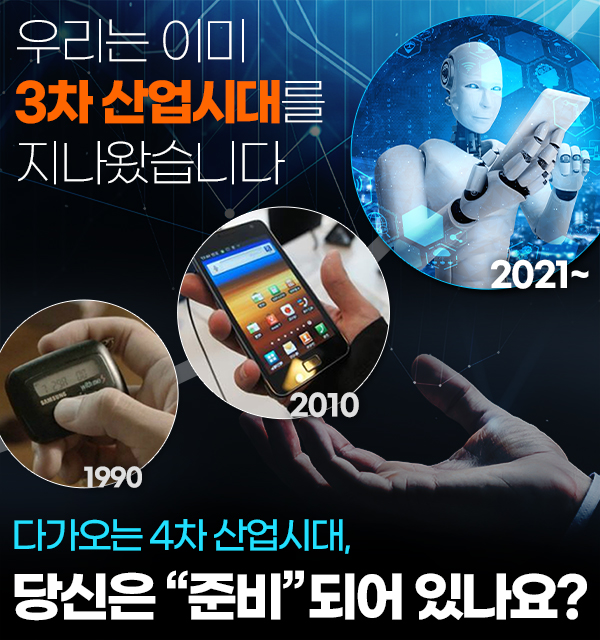 우리는 이미
3차 산업시대를
지나왔습니다
2021~
2010
SAMSUNG
1990
다가오는 4차 산업시대,
당신은 “준비” 되어 있나요?